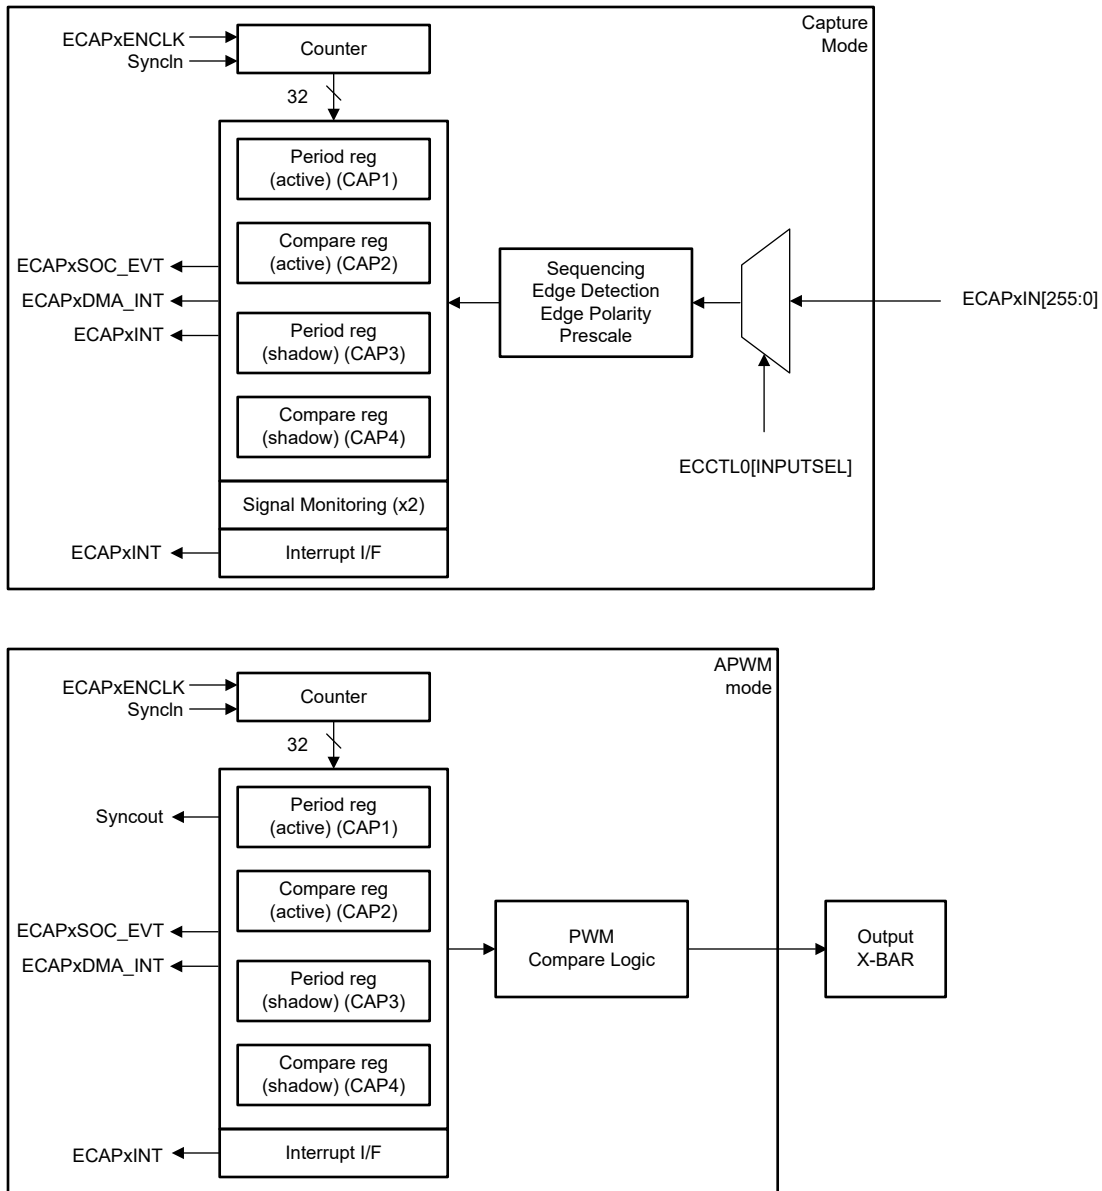 Capture
Mode
ECAPxENCLK
SyncIn
Counter
32
Period reg
(active) (CAP1)
Compare reg
(active) (CAP2)
ECAPxSOC_EVT
ECAPxDMA_INT
ECAPxINT
Period reg
(shadow) (CAP3)
Compare reg
(shadow) (CAP4)
Signal Monitoring (x2)
ECAPxINT
Interrupt I/F
Sequencing
Edge Detection
Edge Polarity
Prescale
ECAPxIN[255:0]
ECCTL0[INPUTSEL]
APWM
mode
ECAPxENCLK
SyncIn
Counter
32
Syncout
Period reg
(active) (CAP1)
Compare reg
(active) (CAP2)
ECAPxSOC_EVT
ECAPxDMA_INT
Period reg
(shadow) (CAP3)
Compare reg
(shadow) (CAP4)
ECAPxINT
Interrupt I/F
PWM
Compare Logic
Output
X-BAR